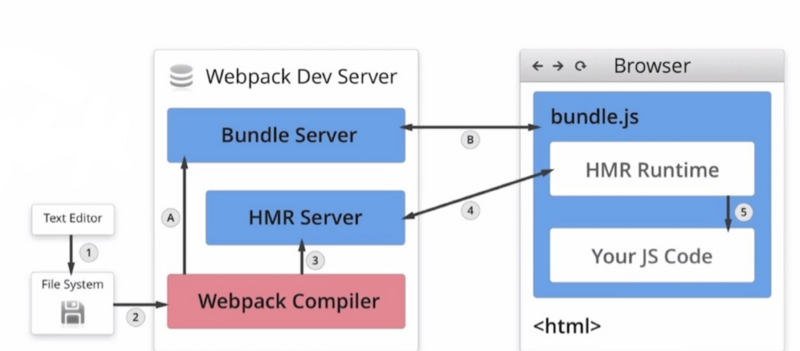 Webpack Dev Server
Bundle Server
HMR Server
Webpack Compiler
A
3
Text Editor
1
File System
2
B
4
Browser
bundle.js
HMR Runtime
5
Your JS Code
<html>